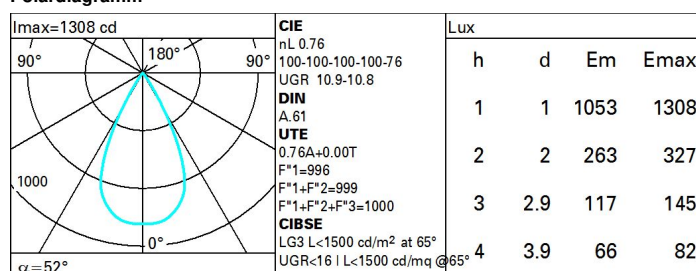 Imax=1308 cd
90° 180° 90°
1000
0°
α=52°
CIE
nL 0.76
100-100-100-100-76
UGR 10.9-10.8
DIN
A.61
UTE
0.76A+0.00T
F"1=996
F"1+F"2=999
F"1+F"2+F"3=1000
CIBSE
LG3 L<1500 cd/m² at 65°
UGR<16 | L<1500 cd/mq @65°
Lux
h d Em Emax
1 1 1053 1308
2 2 263 327
3 2.9 117 145
4 3.9 66 82